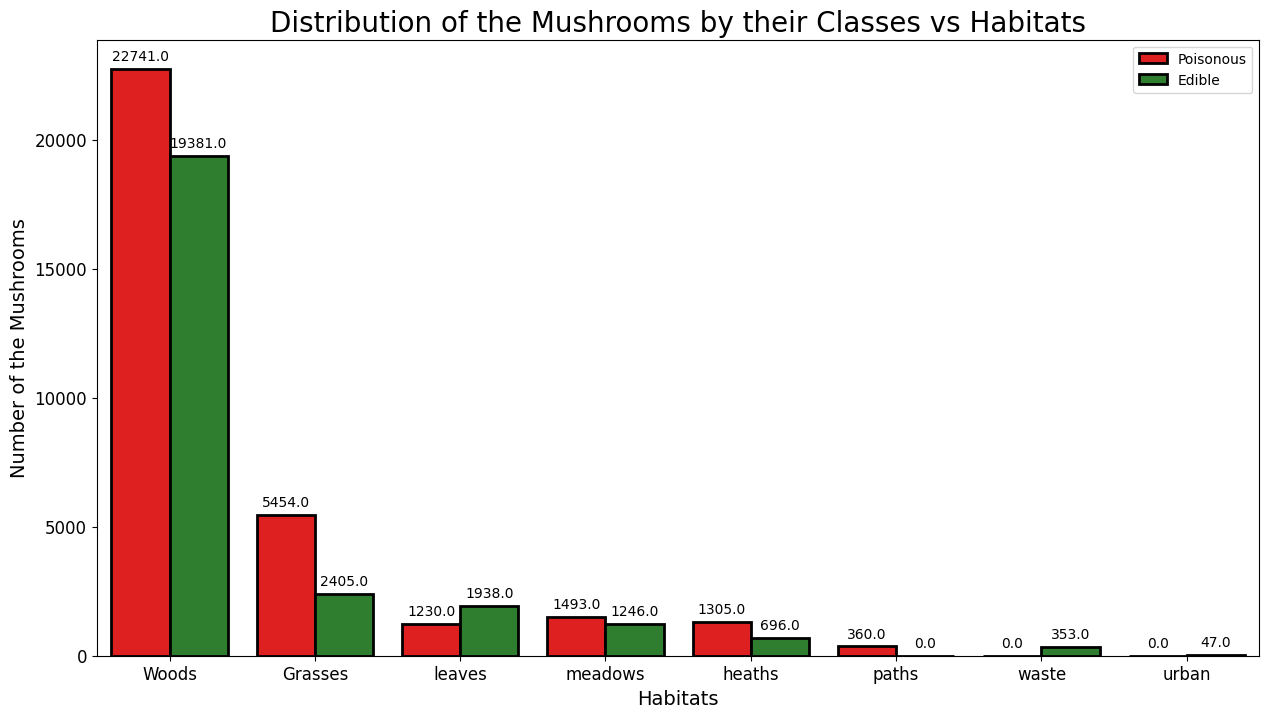 Distribution of the Mushrooms by their Classes vs Habitats
Poisonous
Edible
Number of the Mushrooms
20000
15000
10000
5000
0
22741.0
19381.0
5454.0
2405.0
1230.0
1938.0
1493.0
1246.0
1305.0
696.0
360.0
0.0
0.0
353.0
0.0
47.0
Woods
Grasses
leaves
meadows
heaths
paths
waste
urban
Habitats